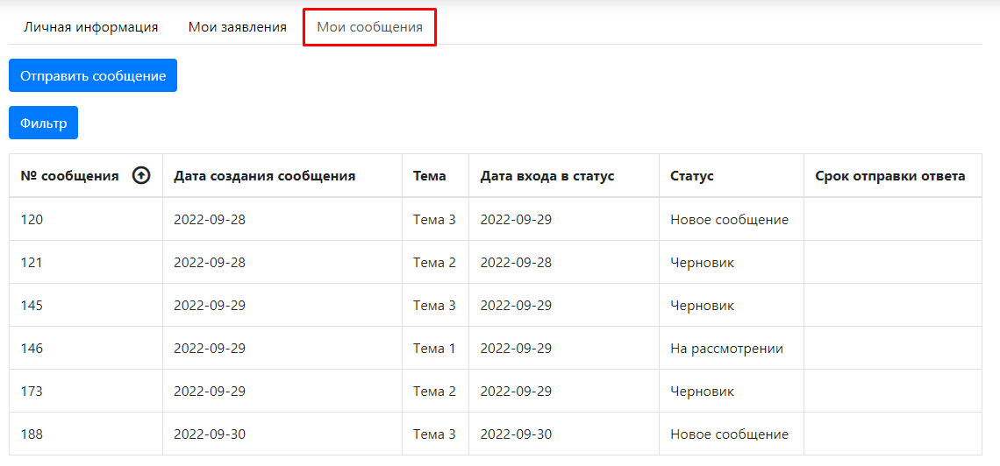 Личная информация Мои заявления Мои сообщения
Отправить сообщение
Фильтр
№ сообщения Дата создания сообщения Тема Дата входа в статус Статус Срок отправки ответа
120 2022-09-28 Тема 3 2022-09-29 Новое сообщение
121 2022-09-28 Тема 2 2022-09-28 Черновик
145 2022-09-29 Тема 3 2022-09-29 Черновик
146 2022-09-29 Тема 1 2022-09-29 На рассмотрении
173 2022-09-29 Тема 2 2022-09-29 Черновик
188 2022-09-30 Тема 3 2022-09-30 Новое сообщение